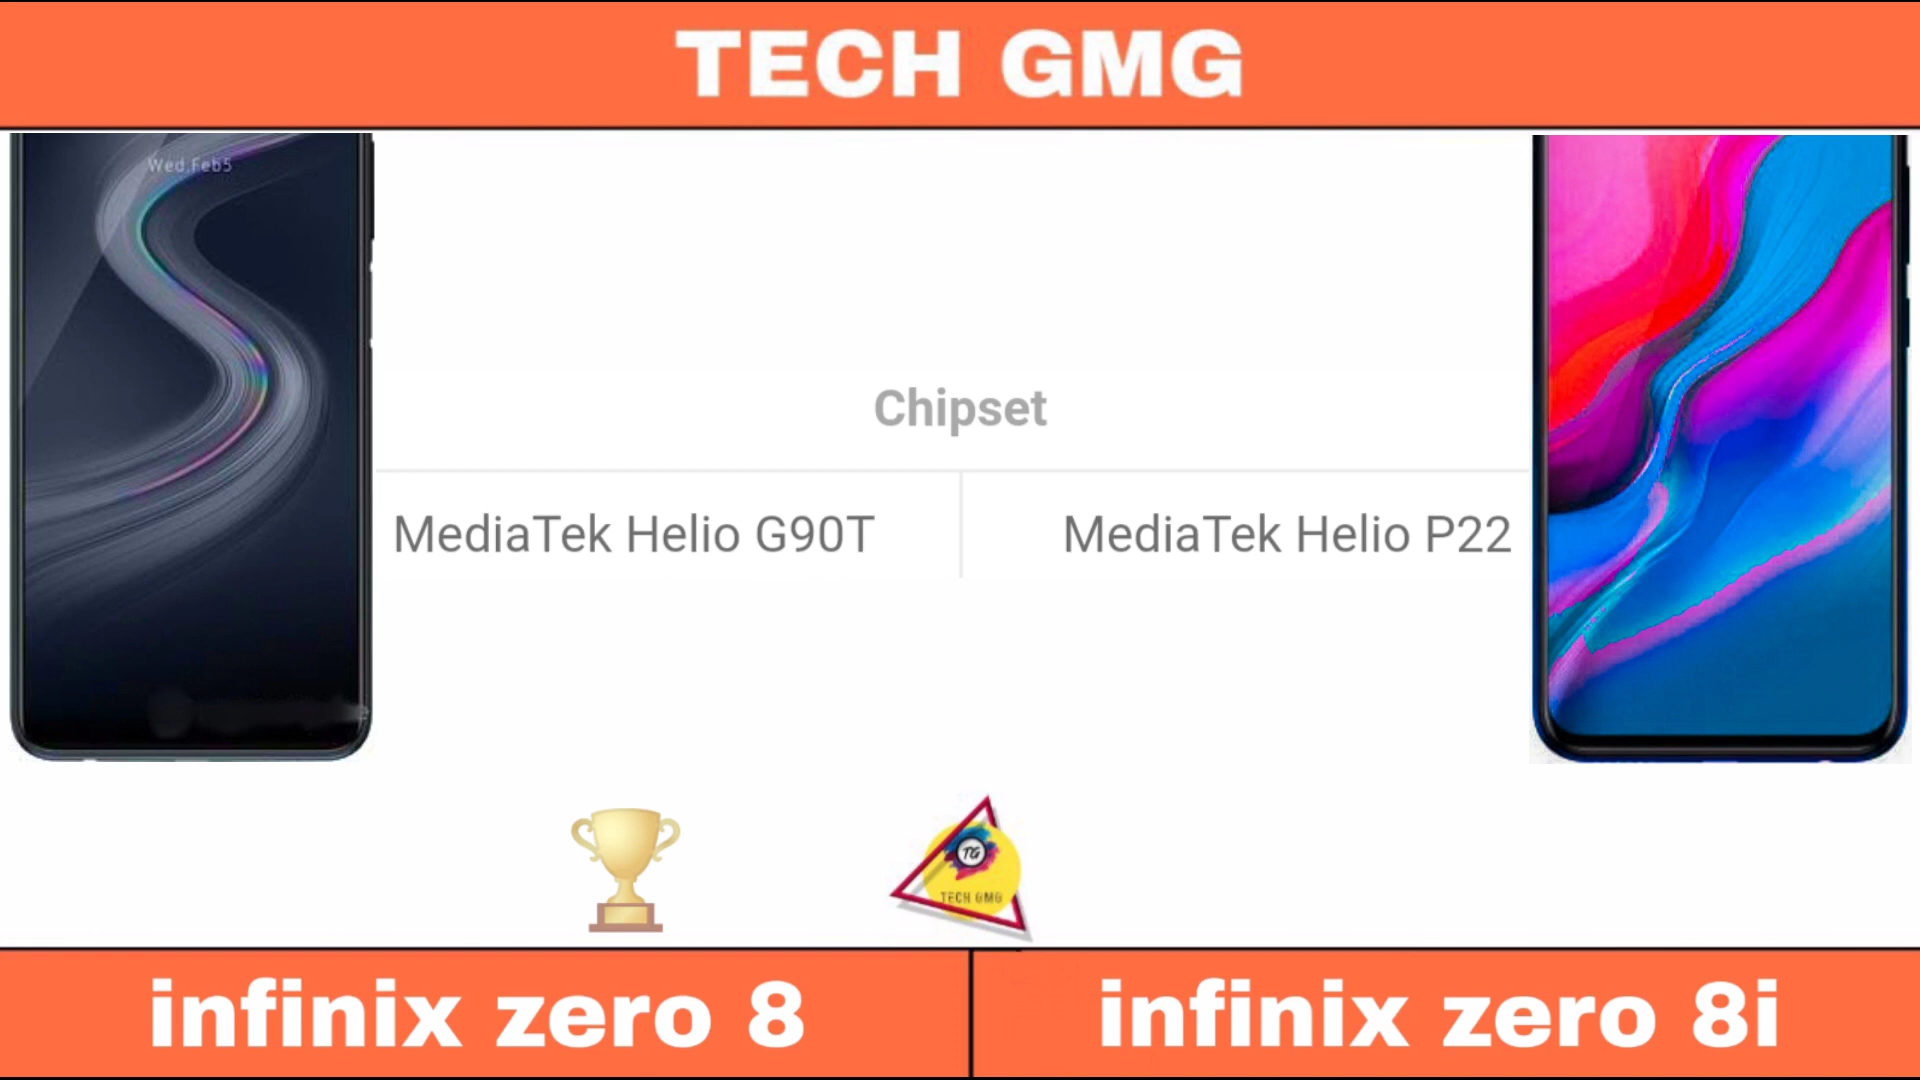 TECH GMG
Wed,Feb5
Chipset
MediaTek Helio G90T
MediaTek Helio P22
TG
TECH GMG
infinix zero 8
infinix zero 8i